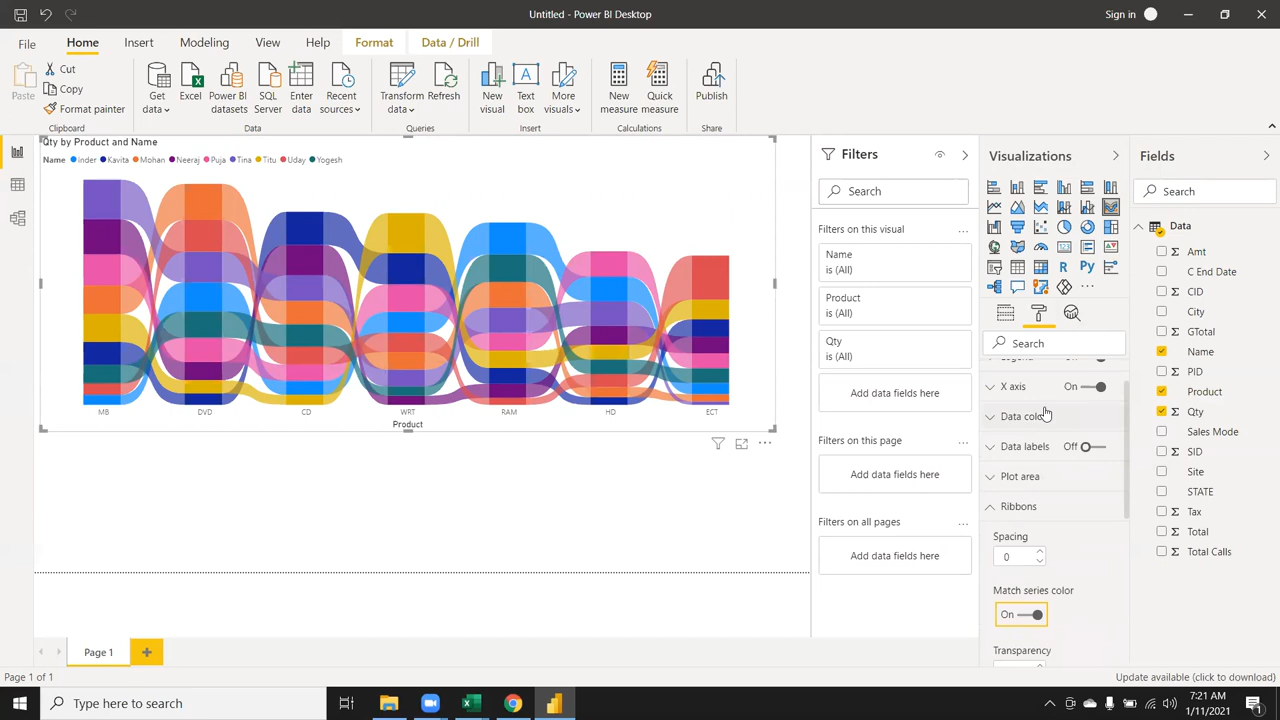 Untitled - Power BI Desktop
Sign in
File Home Insert Modeling View Help Format Data / Drill
Paste
Cut
Copy
Format painter
Clipboard
Get data
Excel
Power BI datasets
SQL Server
Enter data
Recent sources
Data
Transform data
Refresh
Queries
New visual
Text box
More visuals
Insert
New measure
Quick measure
Calculations
Publish
Share
Qty by Product and Name
Name Inder Kavita Mohan Neeraj Puja Tina Titu Uday Yogesh
MB DVD CD WRT RAM HD ECT
Product
Filters
Search
Filters on this visual
Name
is (All)
Product
is (All)
Qty
is (All)
Add data fields here
Filters on this page
Add data fields here
Filters on all pages
Add data fields here
Visualizations
R Py
Search
X axis On
Data colo
Data labels Off
Plot area
Ribbons
Spacing
0
Match series color
On
Transparency
Fields
Search
Data
Amt
C End Date
CID
City
GTotal
Name
PID
Product
Qty
Sales Mode
SID
Site
STATE
Tax
Total
Total Calls
Page 1
Page 1 of 1
Update available (click to download)
Type here to search
7:21 AM
1/11/2021